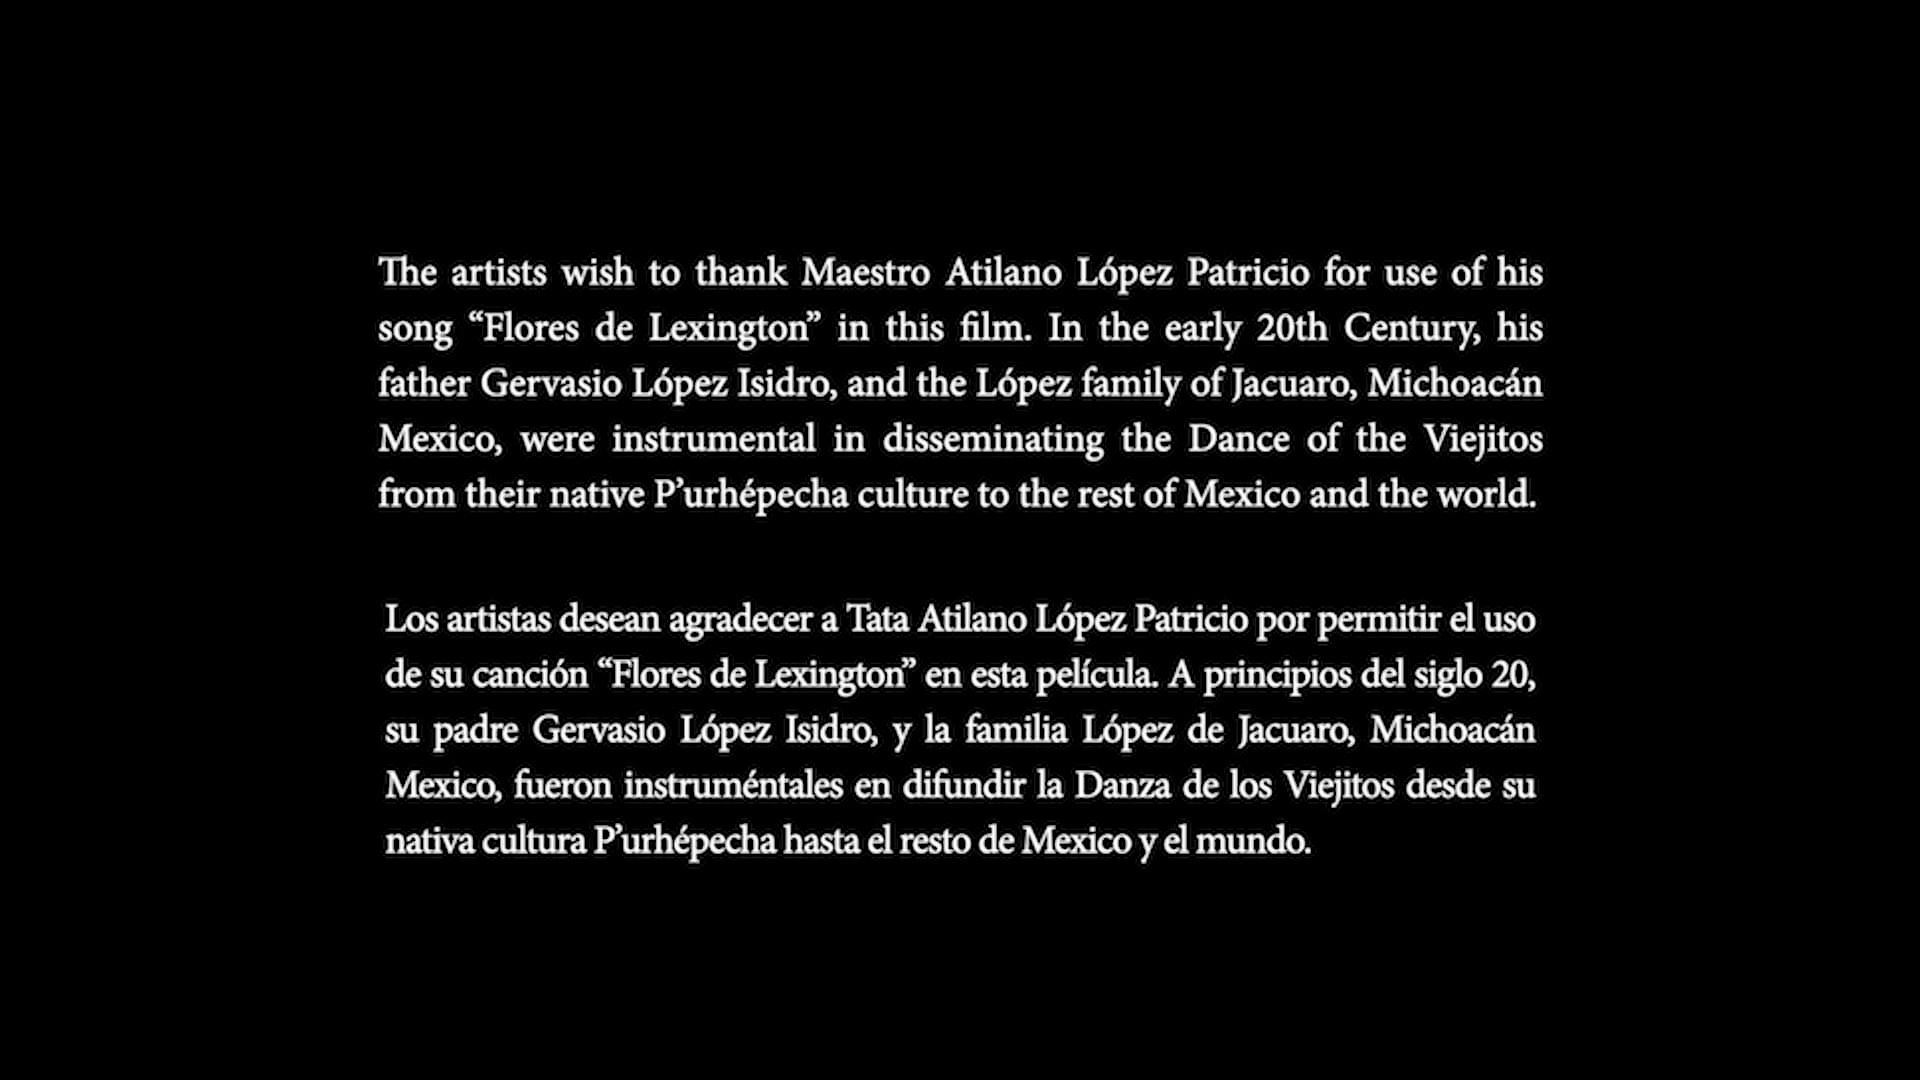 The artists wish to thank Maestro Atilano López Patricio for use of his
song “Flores de Lexington” in this film. In the early 20th Century, his
father Gervasio López Isidro, and the López family of Jacuaro, Michoacán
Mexico, were instrumental in disseminating the Dance of the Viejitos
from their native P’urhépecha culture to the rest of Mexico and the world.
Los artistas desean agradecer a Tata Atilano López Patricio por permitir el uso
de su canción “Flores de Lexington” en esta película. A principios del siglo 20,
su padre Gervasio López Isidro, y la familia López de Jacuaro, Michoacán
Mexico, fueron instruméntales en difundir la Danza de los Viejitos desde su
nativa cultura P’urhépecha hasta el resto de Mexico y el mundo.